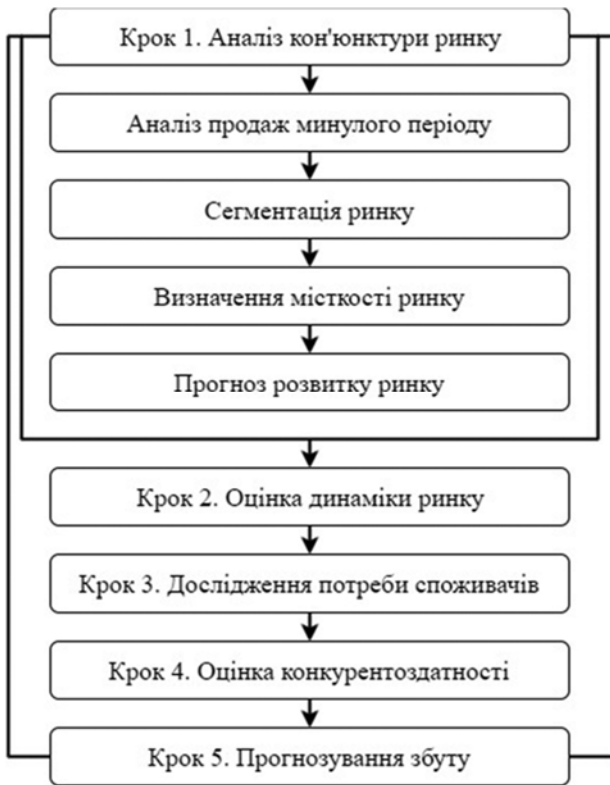 Крок 1. Аналіз кон'юнктури ринку
Аналіз продаж минулого періоду
Сегментація ринку
Визначення місткості ринку
Прогноз розвитку ринку
Крок 2. Оцінка динаміки ринку
Крок 3. Дослідження потреби споживачів
Крок 4. Оцінка конкурентоздатності
Крок 5. Прогнозування збуту